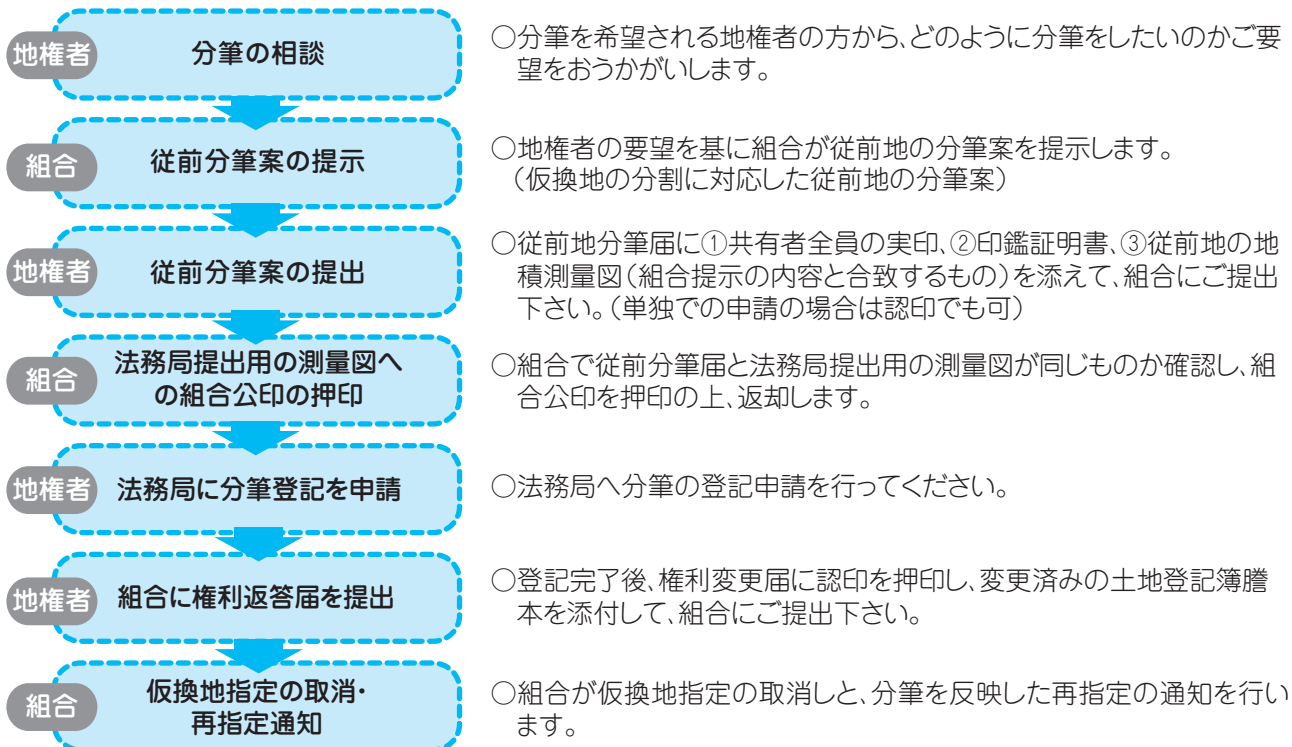 地権者
分筆の相談
○分筆を希望される地権者の方から、どのように分筆をしたいのかご要
望をおうかがいします。
組合
従前分筆案の提示
○地権者の要望を基に組合が従前地の分筆案を提示します。
（仮換地の分割に対応した従前地の分筆案）
地権者
従前分筆案の提出
○従前地分筆届に①共有者全員の実印、②印鑑証明書、③従前地の地
積測量図（組合提示の内容と合致するもの）を添えて、組合にご提出
下さい。（単独での申請の場合は認印でも可）
組合
法務局提出用の測量図へ
の組合公印の押印
○組合で従前分筆届と法務局提出用の測量図が同じものか確認し、組
合公印を押印の上、返却します。
地権者
法務局に分筆登記を申請
○法務局へ分筆の登記申請を行ってください。
地権者
組合に権利返答届を提出
○登記完了後、権利変更届に認印を押印し、変更済みの土地登記簿謄
本を添付して、組合にご提出下さい。
組合
仮換地指定の取消・
再指定通知
○組合が仮換地指定の取消しと、分筆を反映した再指定の通知を行い
ます。